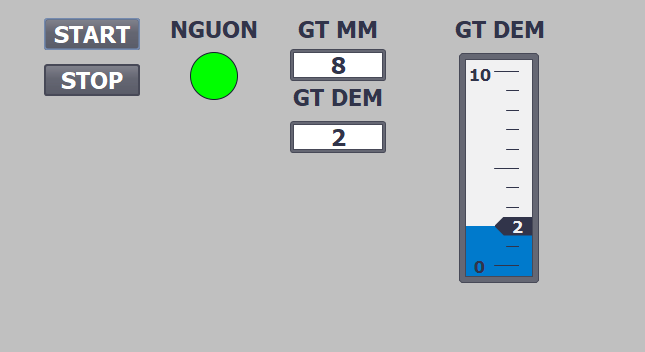 START
STOP
NGUON
GT MM
8
GT DEM
2
GT DEM
10
2
0